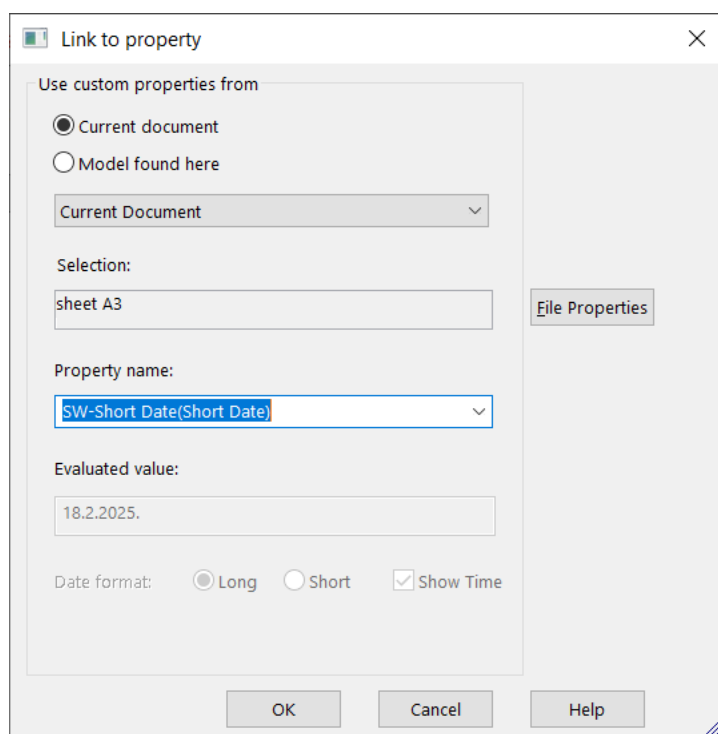 Link to property
Use custom properties from
Current document
Model found here
Current Document
Selection:
sheet A3
File Properties
Property name:
SW-Short Date(Short Date)
Evaluated value:
18.2.2025.
Date format: Long Short Show Time
OK Cancel Help